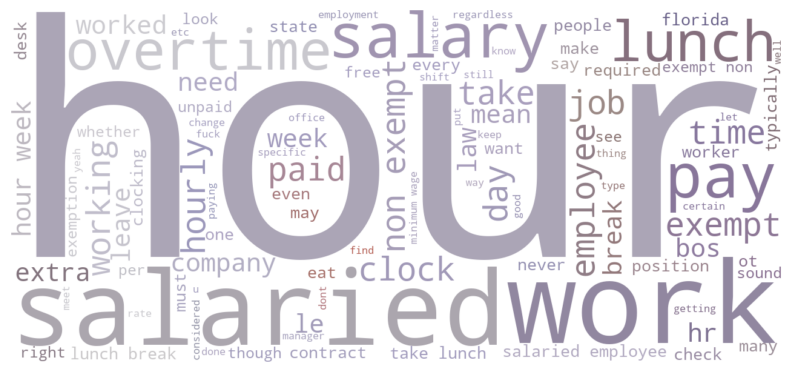 hour
salaried
work
overtime
salary
lunch
pay
desk
worked
etc
look
state
employment
matter
regardless
know
people
florida
make
say
free
every
shift
still
required
exempt non
well
typically
need
unpaid
office
change
fuck
whether
yeah
hour week
exemption
working
leave
clocking
hourly
paying
week
specific
paid
even
may
one
non exempt
minimum wage
take
mean
law
put
keep
want
way
day
good
job
employee
break
see
thing
type
let
time
worker
certain
exempt
bos
extra
per
must
company
considered
meet
rate
eat
clock
find
dont
le
manager
never
position
ot
sound
hr
getting
many
check
right
lunch break
done
though
contract
take lunch
salaried employee